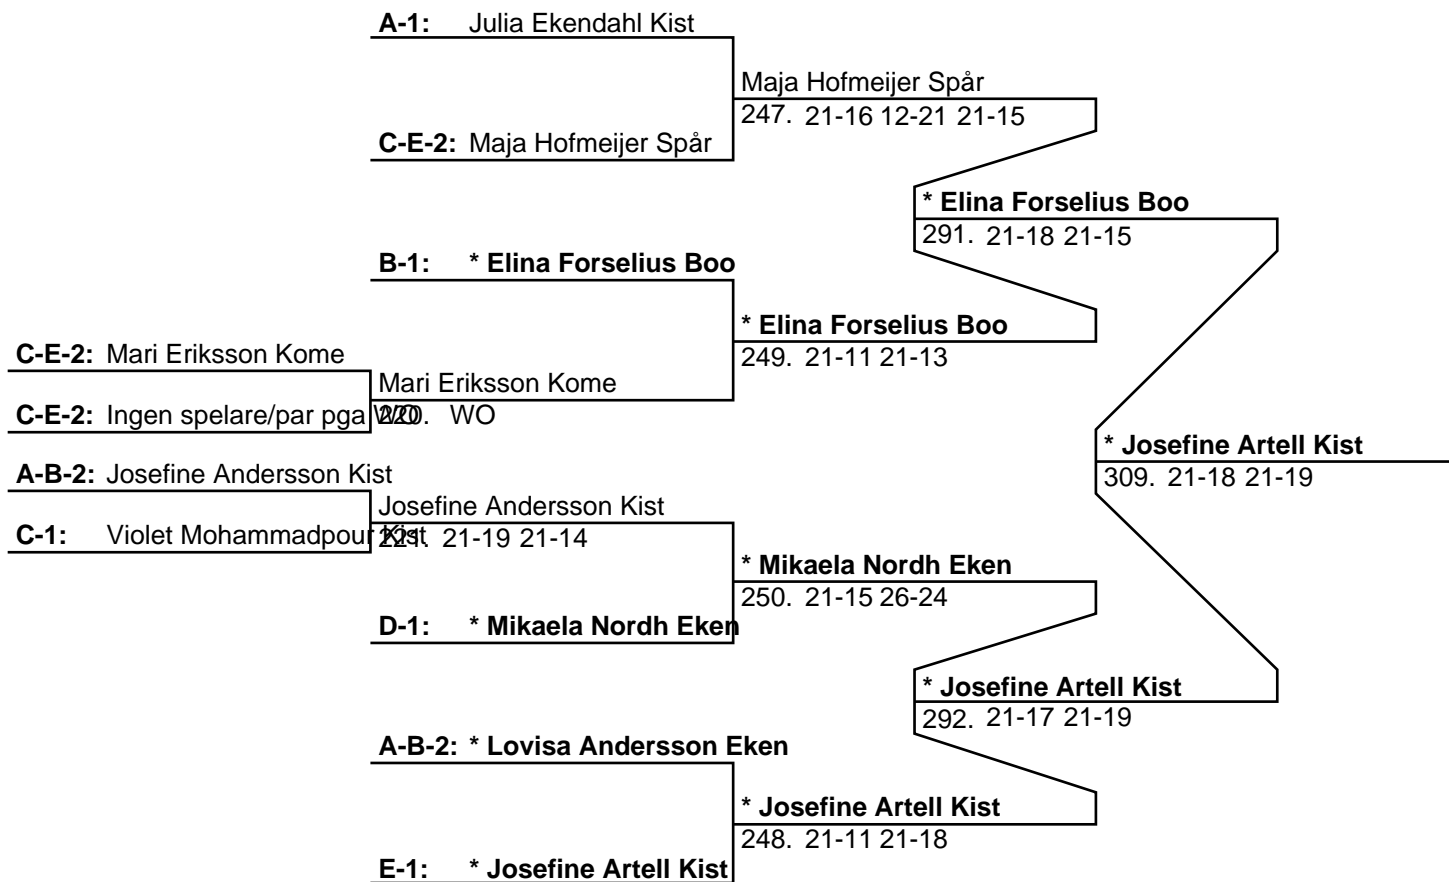 A-1: Julia Ekendahl Kist
Maja Hofmeijer Spår
247. 21-16 12-21 21-15
C-E-2: Maja Hofmeijer Spår
* Elina Forselius Boo
291. 21-18 21-15
B-1: * Elina Forselius Boo
* Elina Forselius Boo
249. 21-11 21-13
C-E-2: Mari Eriksson Kome
Mari Eriksson Kome
C-E-2: Ingen spelare/par pga WO
220. WO
* Josefine Artell Kist
309. 21-18 21-19
A-B-2: Josefine Andersson Kist
Josefine Andersson Kist
C-1: Violet Mohammadpour Kist
221. 21-19 21-14
* Mikaela Nordh Eken
250. 21-15 26-24
D-1: * Mikaela Nordh Eken
* Josefine Artell Kist
292. 21-17 21-19
A-B-2: * Lovisa Andersson Eken
* Josefine Artell Kist
248. 21-11 21-18
E-1: * Josefine Artell Kist